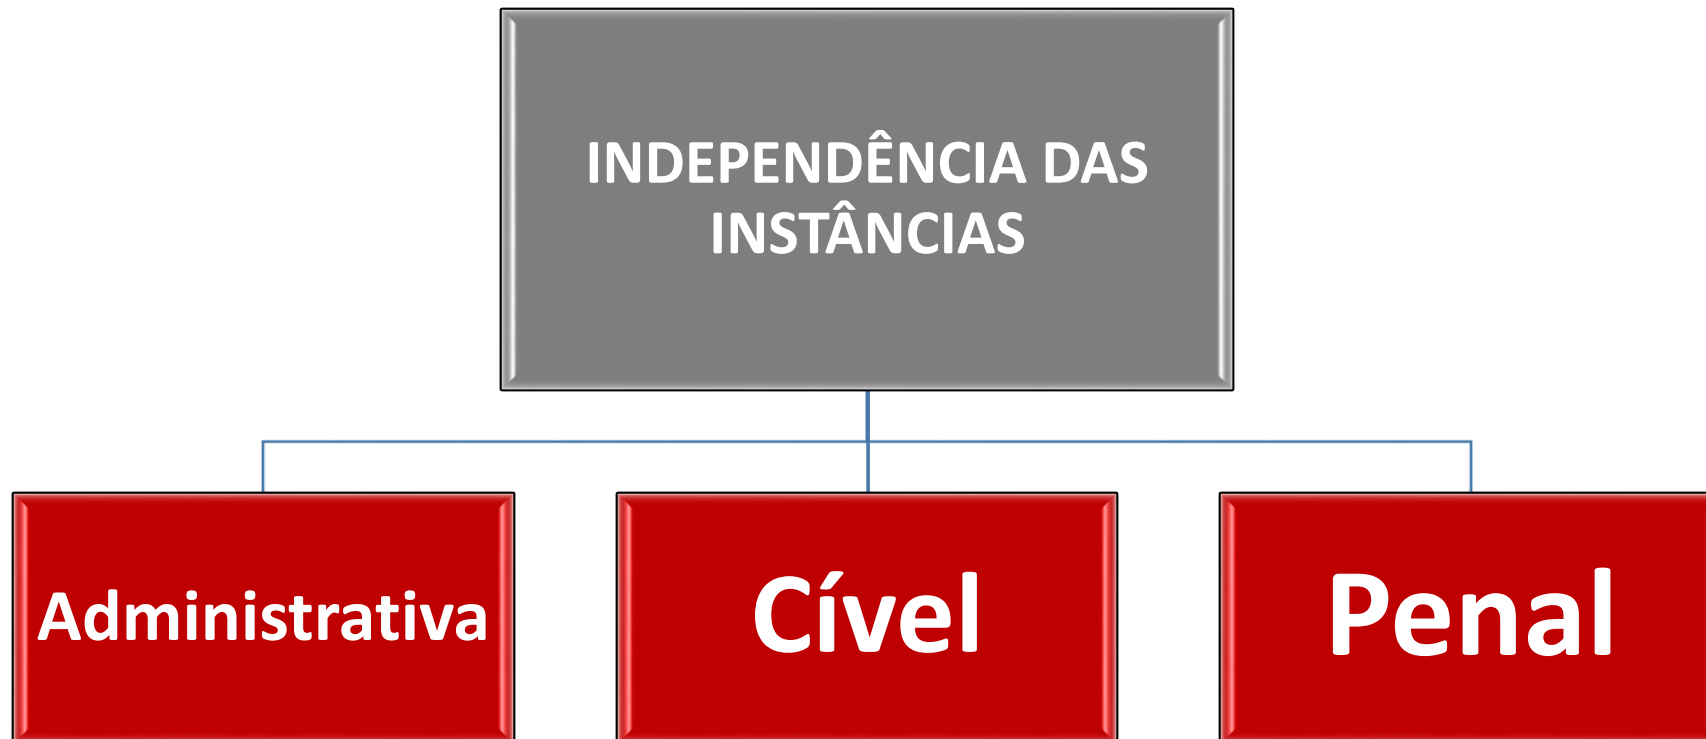 INDEPENDÊNCIA DAS
INSTÂNCIAS
Administrativa
Cível
Penal